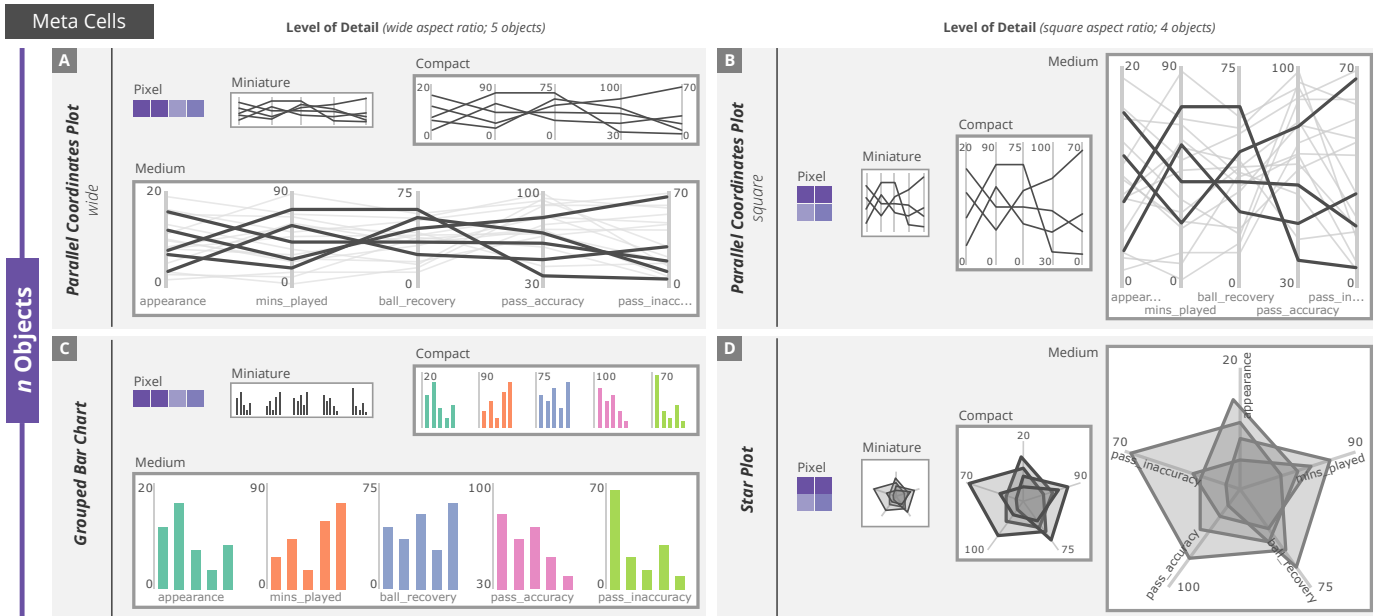 Meta Cells
Level of Detail (wide aspect ratio; 5 objects)
Level of Detail (square aspect ratio; 4 objects)
n Objects
A
Parallel Coordinates Plot
wide
Pixel
Miniature
Compact
20 90 75 100 70
0 0 0 30 0
Medium
20 90 75 100 70
0 0 0 30 0
appearance mins_played ball_recovery pass_accuracy pass_inacc...
B
Parallel Coordinates Plot
square
Pixel
Miniature
Compact
20 90 75 100 70
0 0 0 30 0
Medium
20 90 75 100 70
0 0 0 30 0
appear... ball_recovery pass_in...
mins_played pass_accuracy
C
Grouped Bar Chart
Pixel
Miniature
Compact
20 90 75 100 70
Medium
20 90 75 100 70
0 0 0 30 0
appearance mins_played ball_recovery pass_accuracy pass_inaccuracy
D
Star Plot
Pixel
Miniature
Compact
20
70 90
100 75
Medium
20
appearance
70 90
pass_inaccuracy mins_played
pass_accuracy ball_recovery
100 75